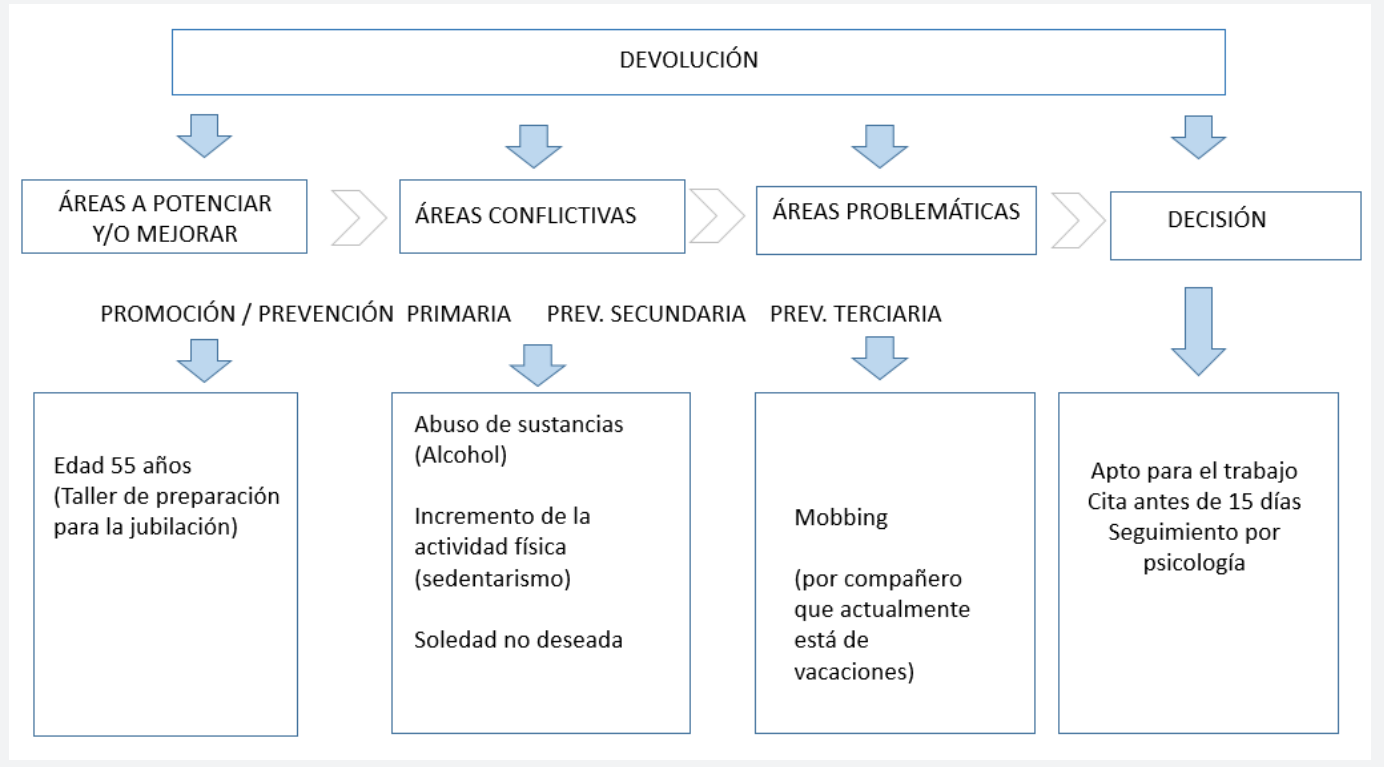 DEVOLUCIÓN
ÁREAS A POTENCIAR
Y/O MEJORAR
ÁREAS CONFLICTIVAS
ÁREAS PROBLEMÁTICAS
DECISIÓN
PROMOCIÓN / PREVENCIÓN PRIMARIA PREV. SECUNDARIA PREV. TERCIARIA
Edad 55 años
(Taller de preparación
para la jubilación)
Abuso de sustancias
(Alcohol)
Incremento de la
actividad física
(sedentarismo)
Soledad no deseada
Mobbing
(por compañero
que actualmente
está de
vacaciones)
Apto para el trabajo
Cita antes de 15 días
Seguimiento por
psicología